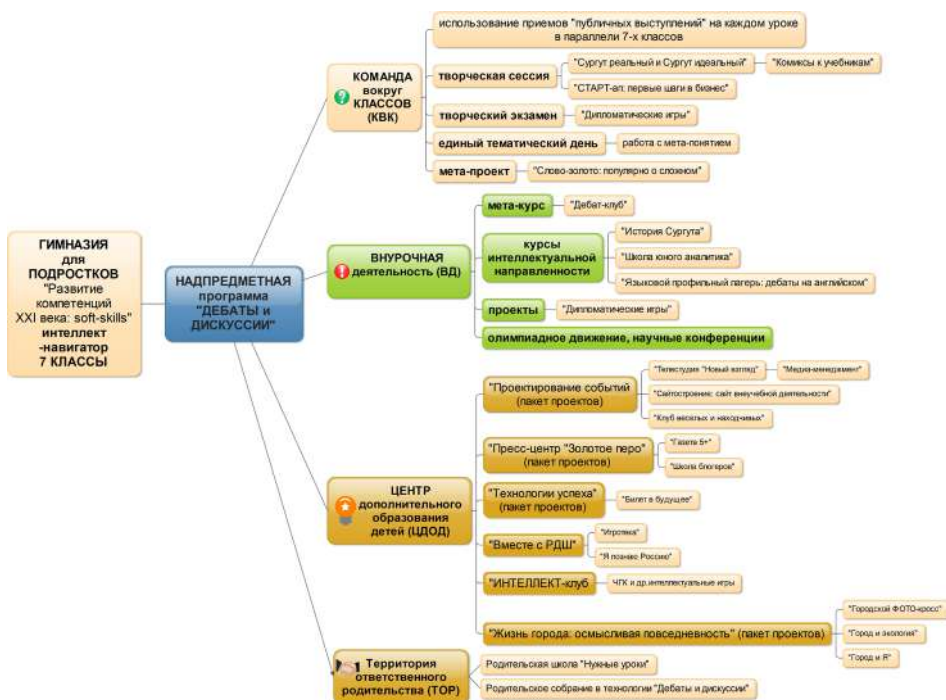 ГИМНАЗИЯ
для
ПОДРОСТКОВ
"Развитие
компетенций
XXI века: soft-skills"
интеллект
-навигатор
7 КЛАССЫ
НАДПРЕДМЕТНАЯ
программа
"ДЕБАТЫ и
ДИСКУССИИ"
КОМАНДА
вокруг
КЛАССОВ
(КВК)
использование приемов "публичных выступлений" на каждом уроке
в параллели 7-х классов
творческая сессия
"Сургут реальный и Сургут идеальный"
"Комиксы к учебникам"
"СТАРТ-ап: первые шаги в бизнес"
творческий экзамен
"Дипломатические игры"
единый тематический день
работа с мета-понятием
мета-проект
"Слово-золото: популярно о сложном"
ВНУРОЧНАЯ
деятельность (ВД)
мета-курс
"Дебат-клуб"
курсы
интеллектуальной
направленности
"История Сургута"
"Школа юного аналитика"
"Языковой профильный лагерь: дебаты на английском"
проекты
"Дипломатические игры"
олимпиадное движение, научные конференции
ЦЕНТР
дополнительного
образования
детей (ЦДОД)
"Проектирование событий
(пакет проектов)
"Телестудия "Новый взгляд"
"Медиа-менеджмент"
"Сайтостроение: сайт внеучебной деятельности"
"Клуб веселых и находчивых"
"Пресс-центр "Золотое перо"
(пакет проектов)
"Газета 5+"
"Школа блогеров"
"Технологии успеха"
(пакет проектов)
"Билет в будущее"
"Вместе с РДШ"
"Игротека"
"Я познаю Россию"
"ИНТЕЛЛЕКТ-клуб
ЧГК и др.интеллектуальные игры
"Жизнь города: осмысливая повседневность" (пакет проектов)
"Городской ФОТО-кросс"
"Город и экология"
"Город и Я"
Территория
ответственного
родительства (ТОР)
Родительская школа "Нужные уроки"
Родительское собрание в технологии "Дебаты и дискуссии"